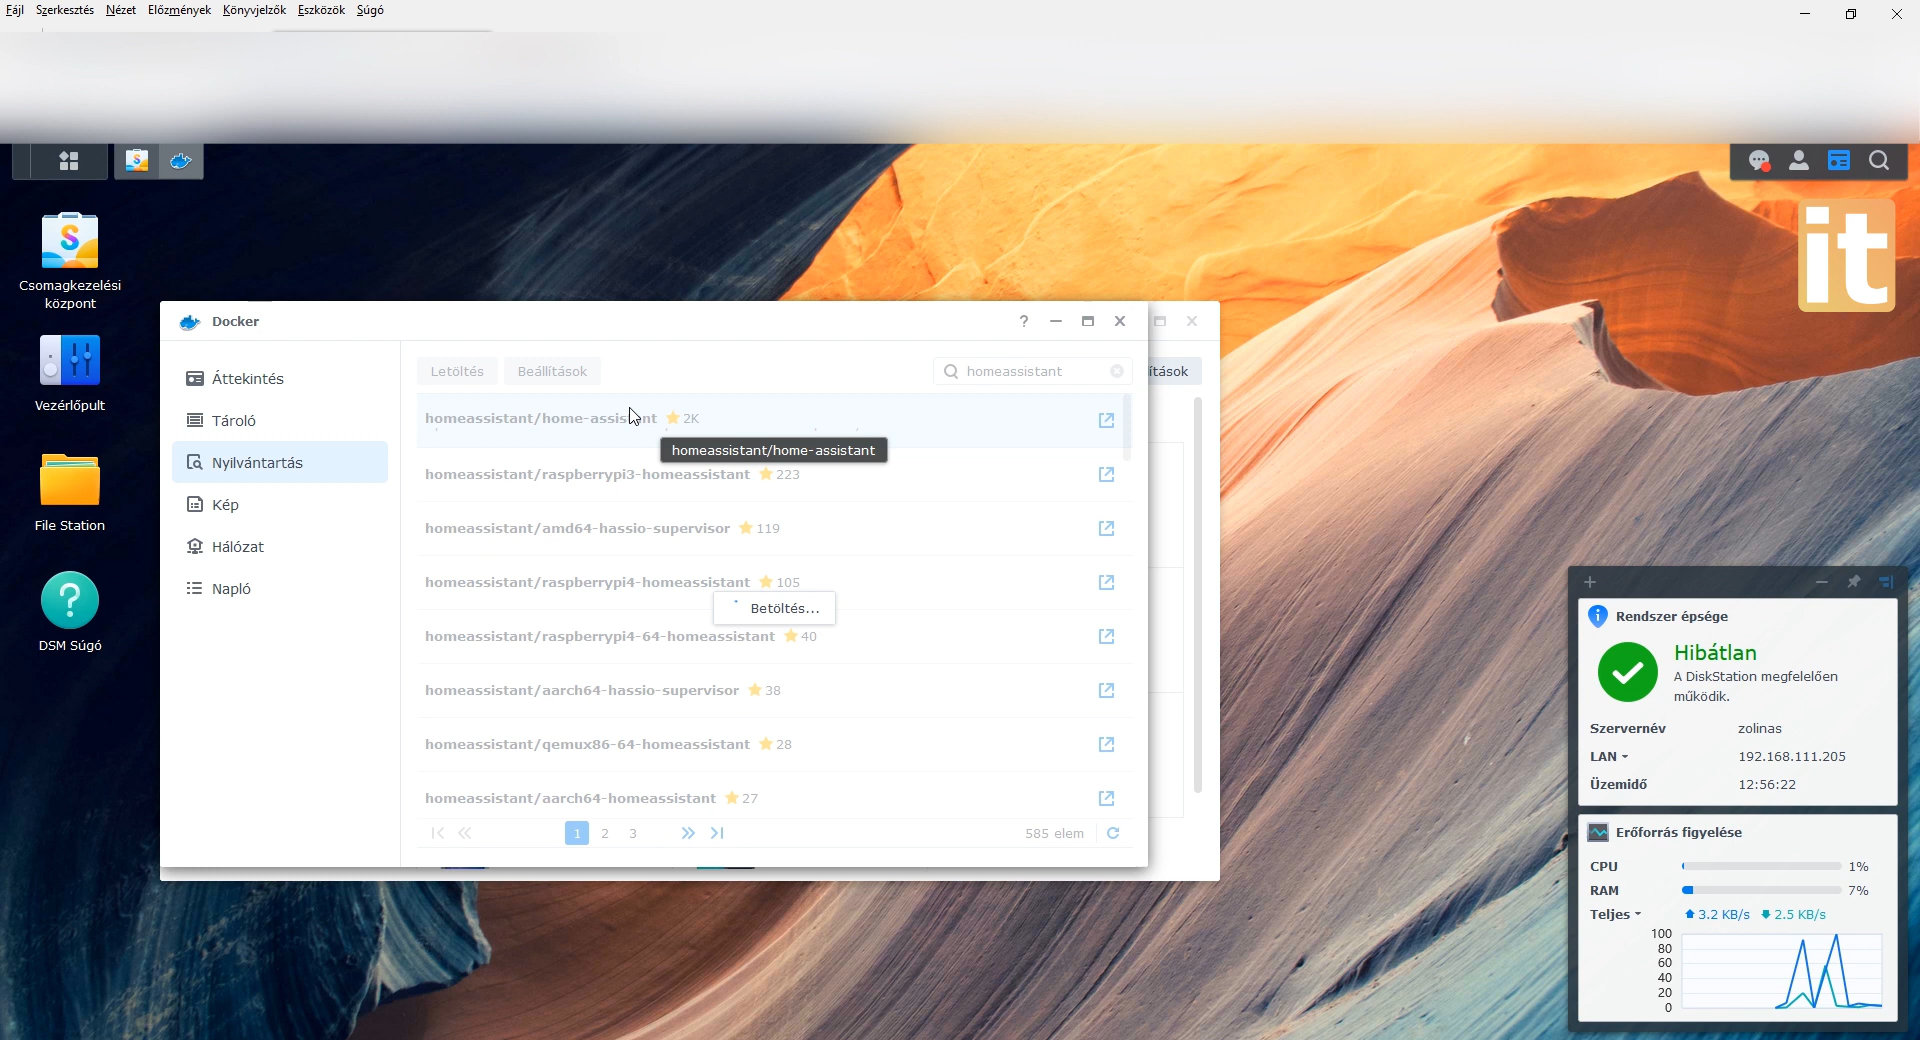 Fájl Szerkesztés Nézet Előzmények Könyvjelzők Eszközök Súgó
it
Csomagkezelési
központ
Vezérlőpult
File Station
DSM Súgó
Docker
Áttekintés
Tároló
Nyilvántartás
Kép
Hálózat
Napló
Letöltés Beállítások
homeassistant
ítások
homeassistant/home-assistant 2K
homeassistant/home-assistant
homeassistant/raspberrypi3-homeassistant 223
homeassistant/amd64-hassio-supervisor 119
homeassistant/raspberrypi4-homeassistant 105
Betöltés...
homeassistant/raspberrypi4-64-homeassistant 40
homeassistant/aarch64-hassio-supervisor 38
homeassistant/qemux86-64-homeassistant 28
homeassistant/aarch64-homeassistant 27
1 2 3 585 elem
Rendszer épsége
Hibátlan
A DiskStation megfelelően
működik.
Szervernév zolinas
LAN 192.168.111.205
Üzemidő 12:56:22
Erőforrás figyelése
CPU 1%
RAM 7%
Teljes 3.2 KB/s 2.5 KB/s
100
80
60
40
20
0